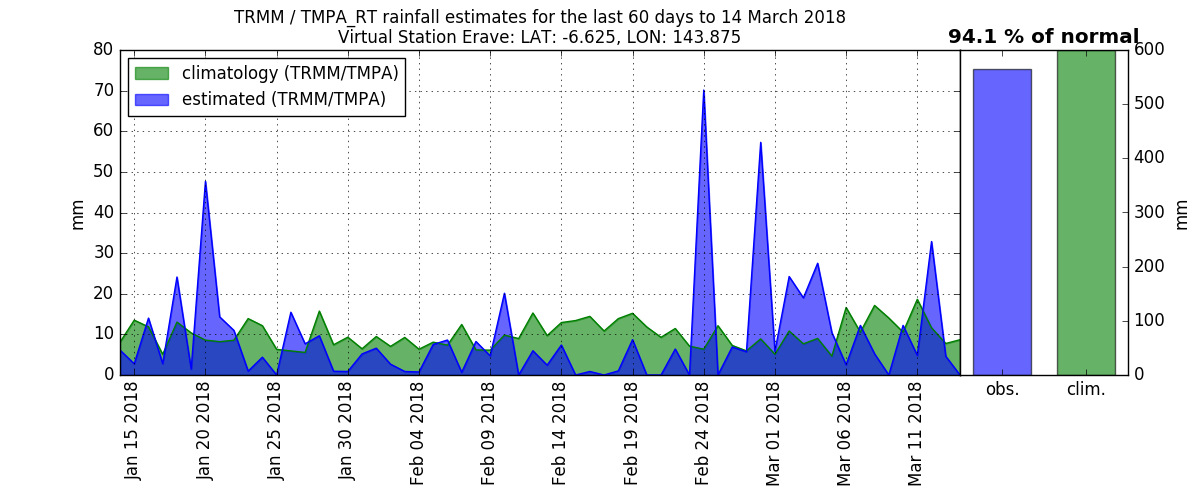 TRMM / TMPA_RT rainfall estimates for the last 60 days to 14 March 2018
Virtual Station Erave: LAT: -6.625, LON: 143.875
94.1 % of normal
climatology (TRMM/TMPA)
estimated (TRMM/TMPA)
mm
80
70
60
50
40
30
20
10
0
Jan 15 2018
Jan 20 2018
Jan 25 2018
Jan 30 2018
Feb 04 2018
Feb 09 2018
Feb 14 2018
Feb 19 2018
Feb 24 2018
Mar 01 2018
Mar 06 2018
Mar 11 2018
obs.
clim.
600
500
400
300
200
100
0
mm